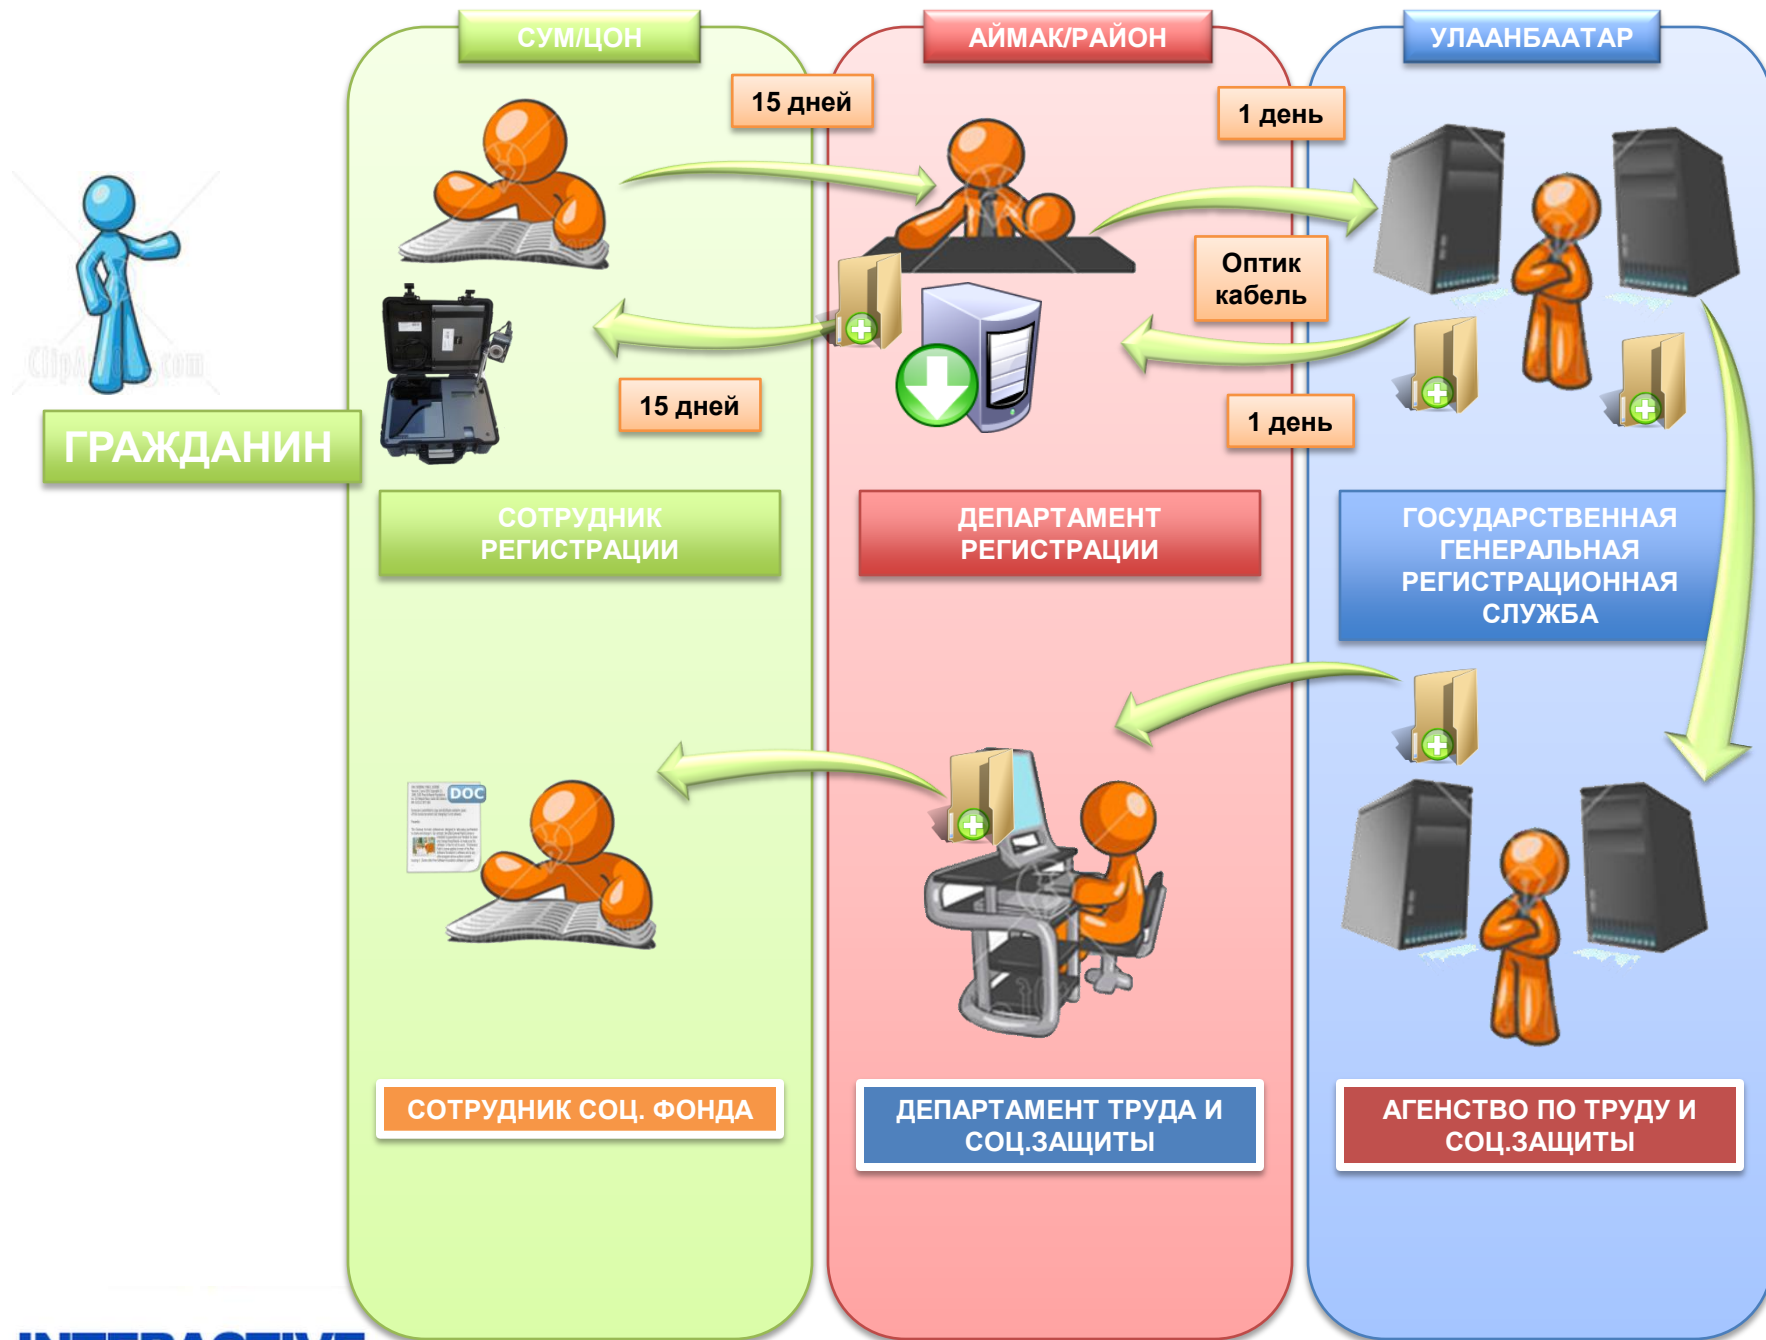 СУМ/ЦОН
АЙМАК/РАЙОН
УЛААНБААТАР
15 дней
1 день
Оптик
кабель
15 дней
1 день
ГРАЖДАНИН
СОТРУДНИК
РЕГИСТРАЦИИ
ДЕПАРТАМЕНТ
РЕГИСТРАЦИИ
ГОСУДАРСТВЕННАЯ
ГЕНЕРАЛЬНАЯ
РЕГИСТРАЦИОННАЯ
СЛУЖБА
DOC
СОТРУДНИК СОЦ. ФОНДА
ДЕПАРТАМЕНТ ТРУДА И
СОЦ.ЗАЩИТЫ
АГЕНСТВО ПО ТРУДУ И
СОЦ.ЗАЩИТЫ
INTERACTIVE